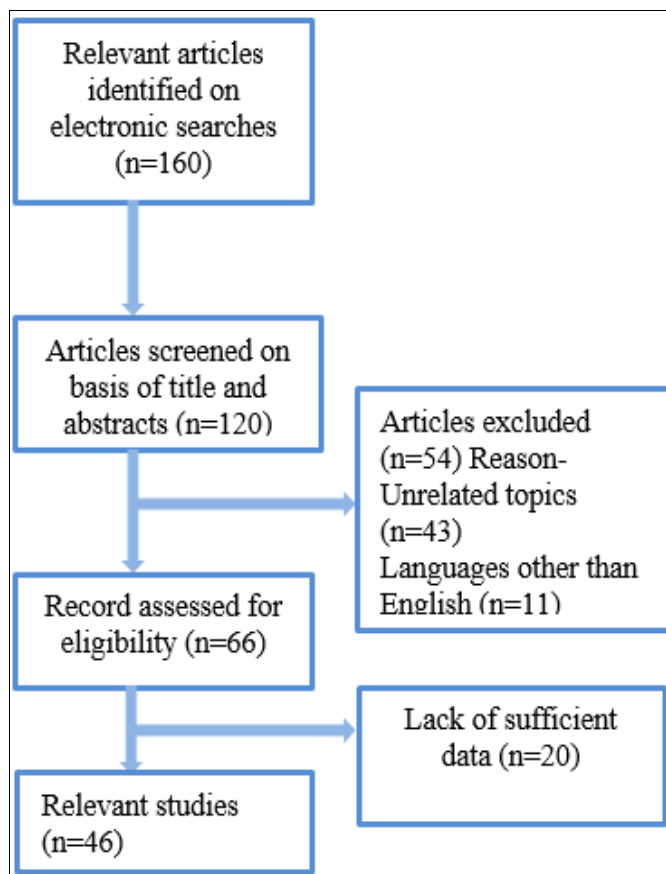 Relevant articles
identified on
electronic searches
(n=160)
Articles screened on
basis of title and
abstracts (n=120)
Articles excluded
(n=54) Reason-
Unrelated topics
(n=43)
Languages other than
English (n=11)
Record assessed for
eligibility (n=66)
Lack of sufficient
data (n=20)
Relevant studies
(n=46)